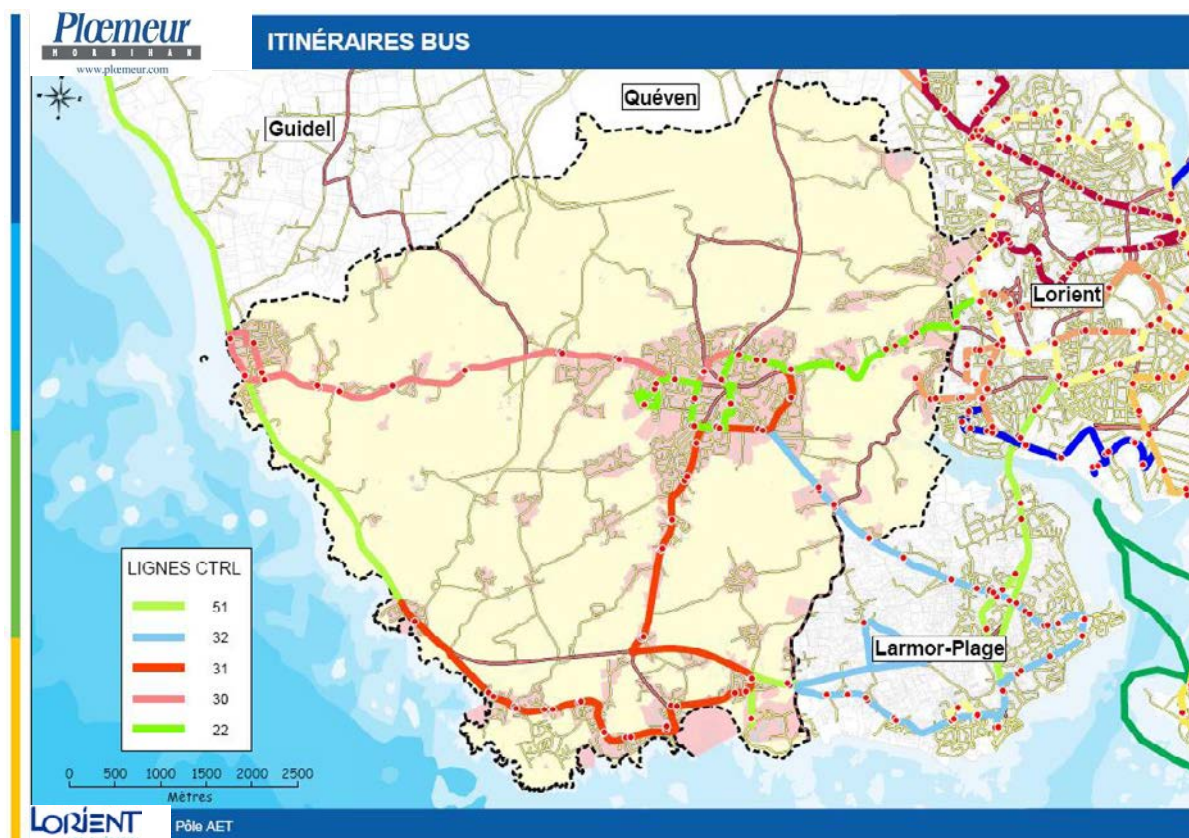 Plœmeur
MORBIHAN
www.plœmeur.com
ITINÉRAIRES BUS
Quéven
Guidel
Lorient
Larmor-Plage
LIGNES CTRL
51
32
31
30
22
0 500 1000 1500 2000 2500
Mètres
LORIENT
Pôle AET